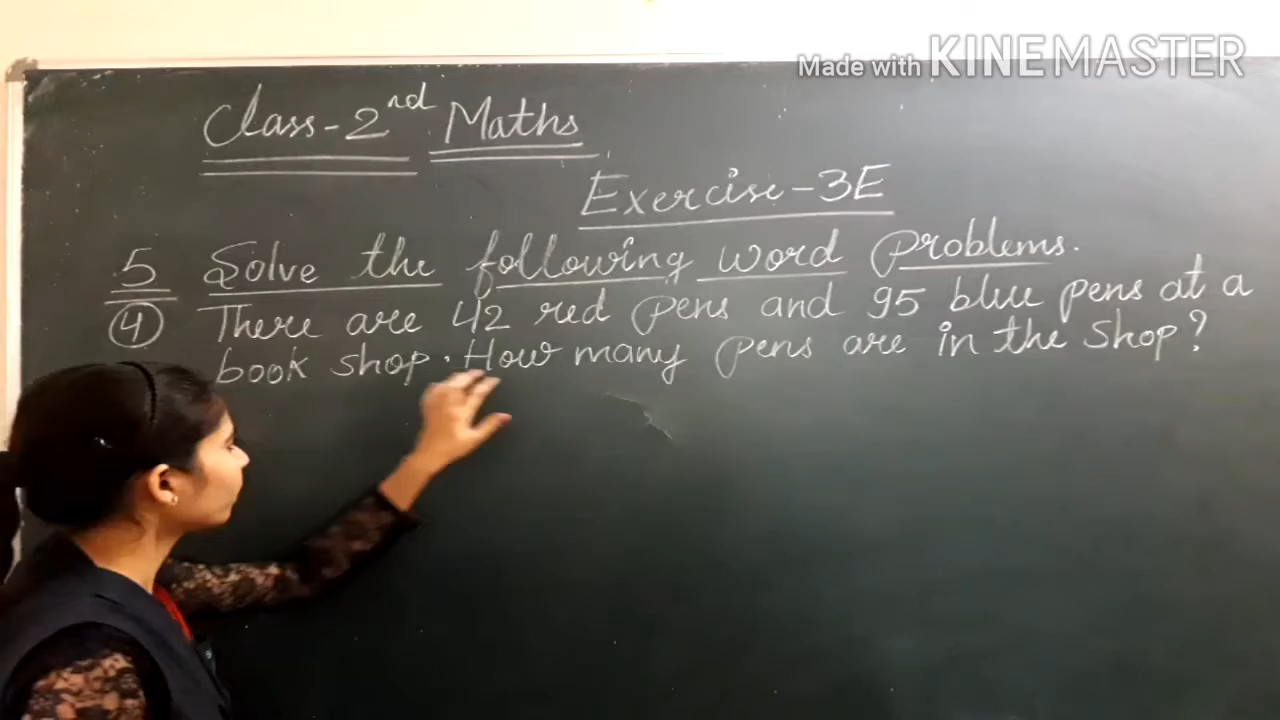 Made with KINEMASTER
Class-2nd Maths
Exercise-3E
5 Solve the following word problems.
4 There are 42 red pens and 95 blue pens at a
book shop. How many pens are in the shop?